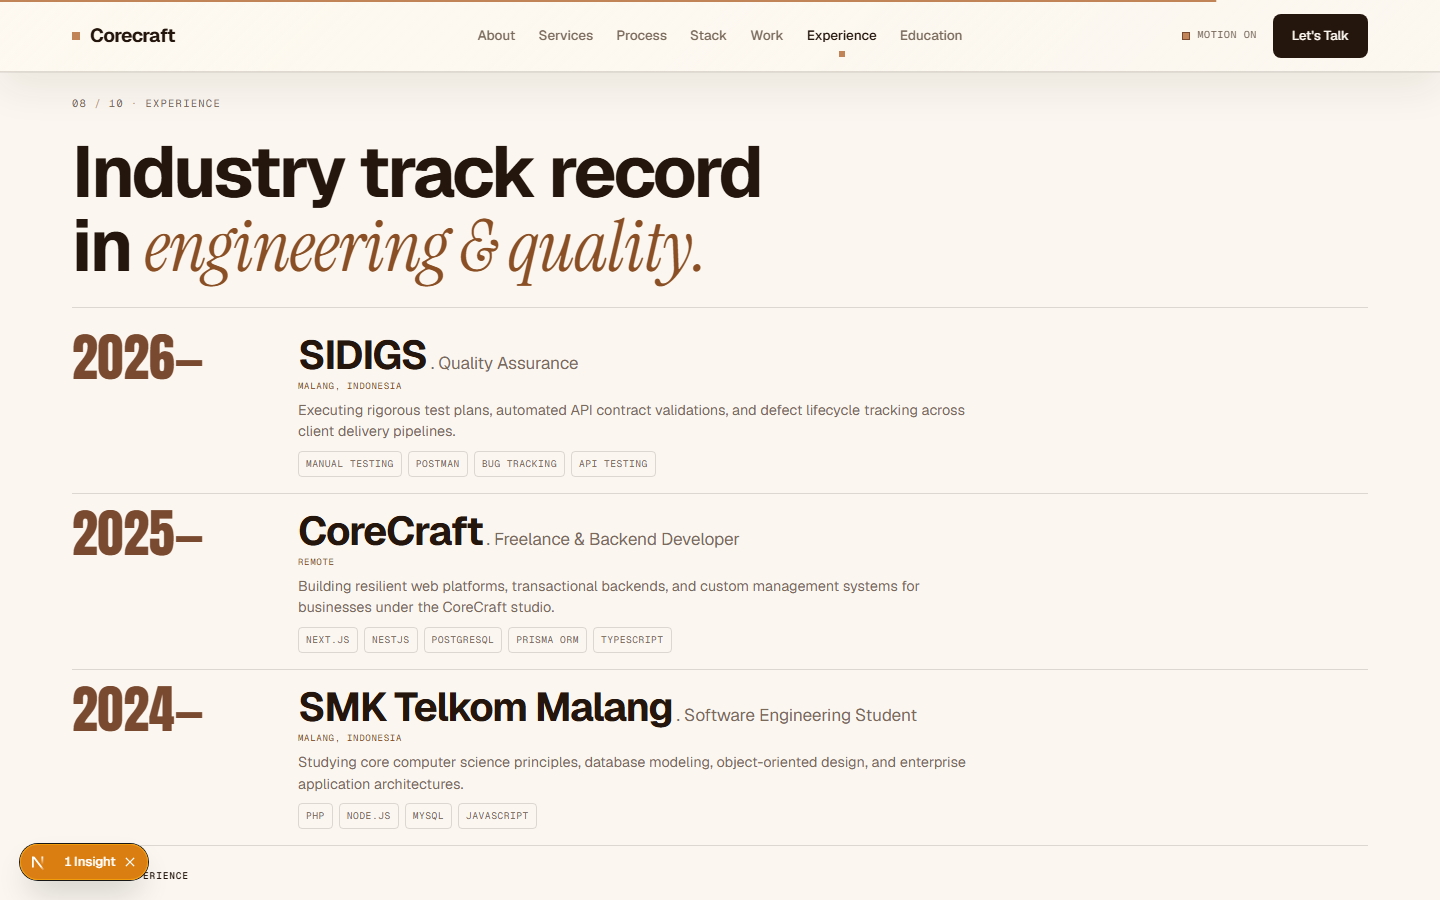 Corecraft
About Services Process Stack Work Experience Education
MOTION ON
Let's Talk
08 / 10 · EXPERIENCE
Industry track record
in engineering & quality.
2026—
SIDIGS . Quality Assurance
MALANG, INDONESIA
Executing rigorous test plans, automated API contract validations, and defect lifecycle tracking across
client delivery pipelines.
MANUAL TESTING POSTMAN BUG TRACKING API TESTING
2025—
CoreCraft . Freelance & Backend Developer
REMOTE
Building resilient web platforms, transactional backends, and custom management systems for
businesses under the CoreCraft studio.
NEXT.JS NESTJS POSTGRESQL PRISMA ORM TYPESCRIPT
2024—
SMK Telkom Malang . Software Engineering Student
MALANG, INDONESIA
Studying core computer science principles, database modeling, object-oriented design, and enterprise
application architectures.
PHP NODE.JS MYSQL JAVASCRIPT
N 1 Insight
ERIENCE